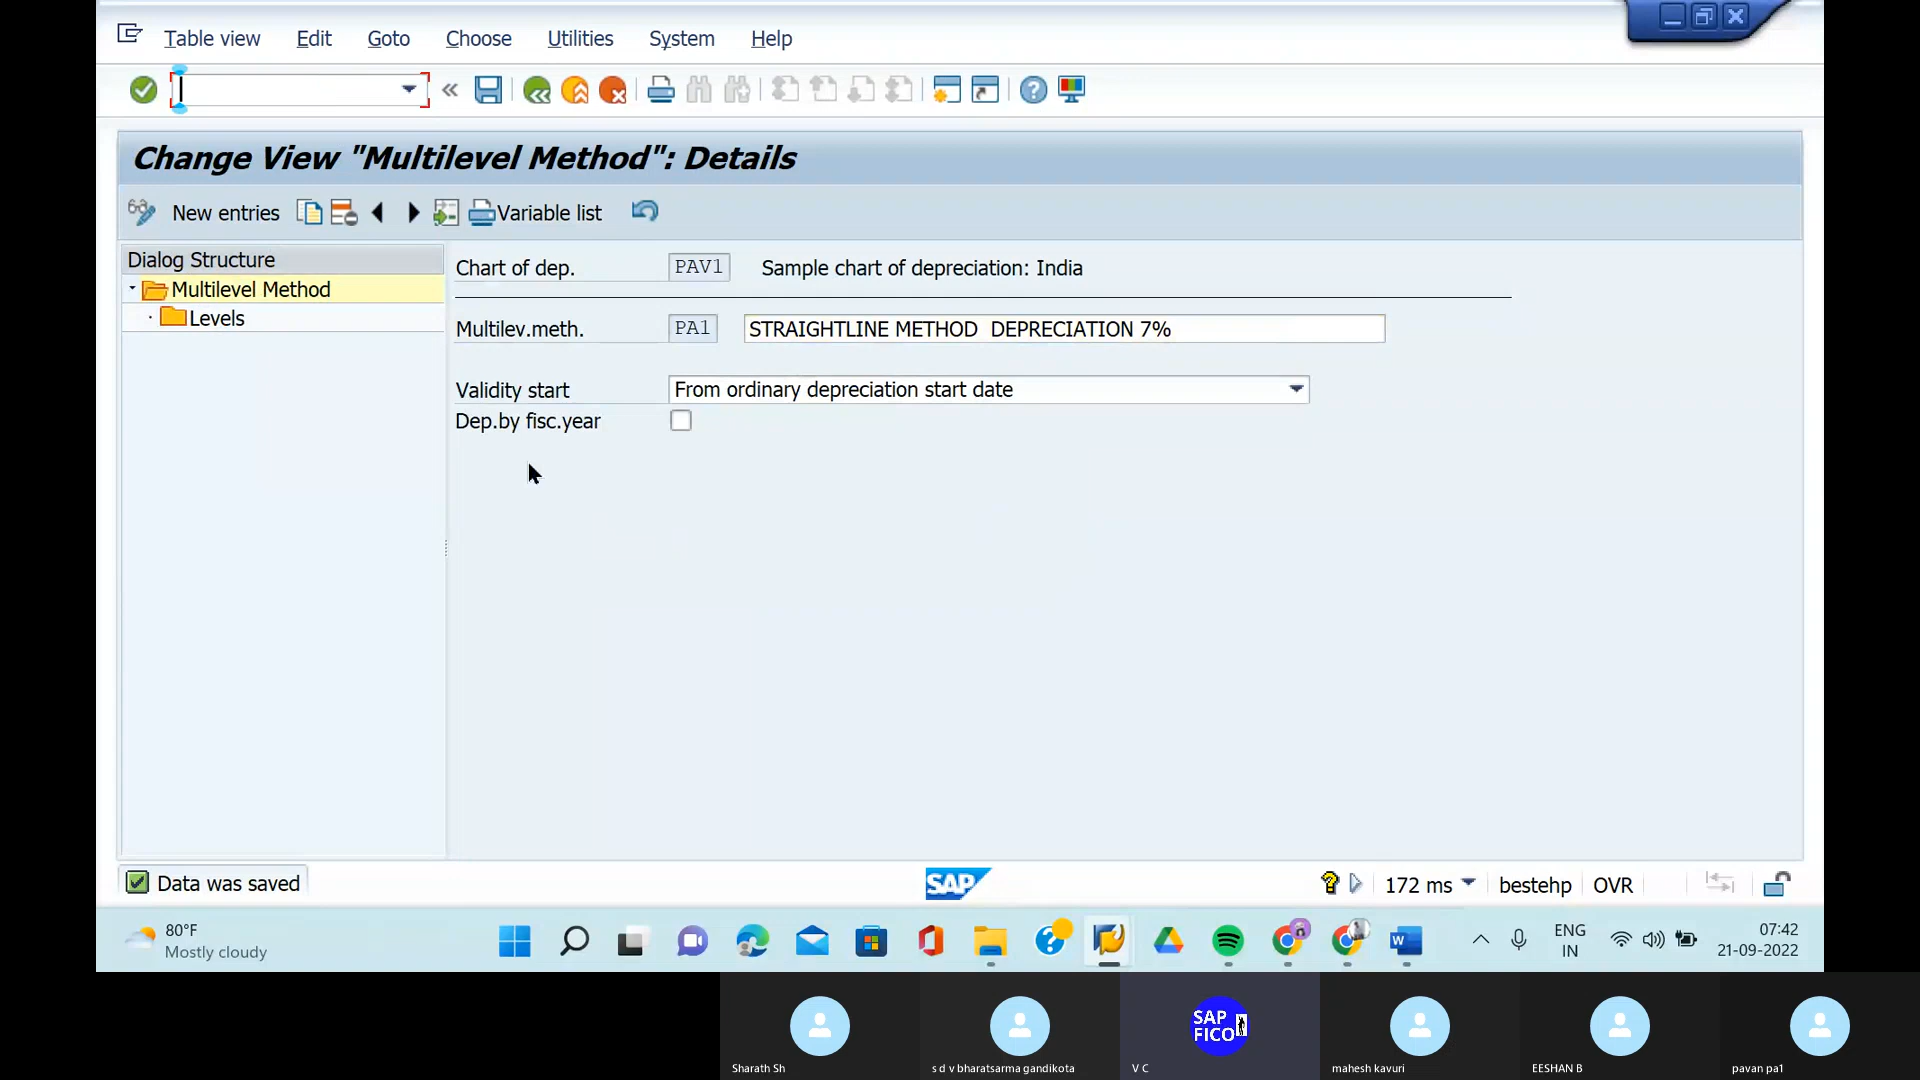 Table view Edit Goto Choose Utilities System Help
Change View "Multilevel Method": Details
New entries Variable list
Dialog Structure
Multilevel Method
Levels
Chart of dep. PAV1 Sample chart of depreciation: India
Multilev.meth. PA1 STRAIGHTLINE METHOD DEPRECIATION 7%
Validity start From ordinary depreciation start date
Dep.by fisc.year
Data was saved
SAP
172 ms bestehp OVR
80°F
Mostly cloudy
ENG
IN
07:42
21-09-2022
SAP
FICO
Sharath Sh
s d v bharatsarma gandikota
V C
mahesh kavuri
EESHAN B
pavan pa1